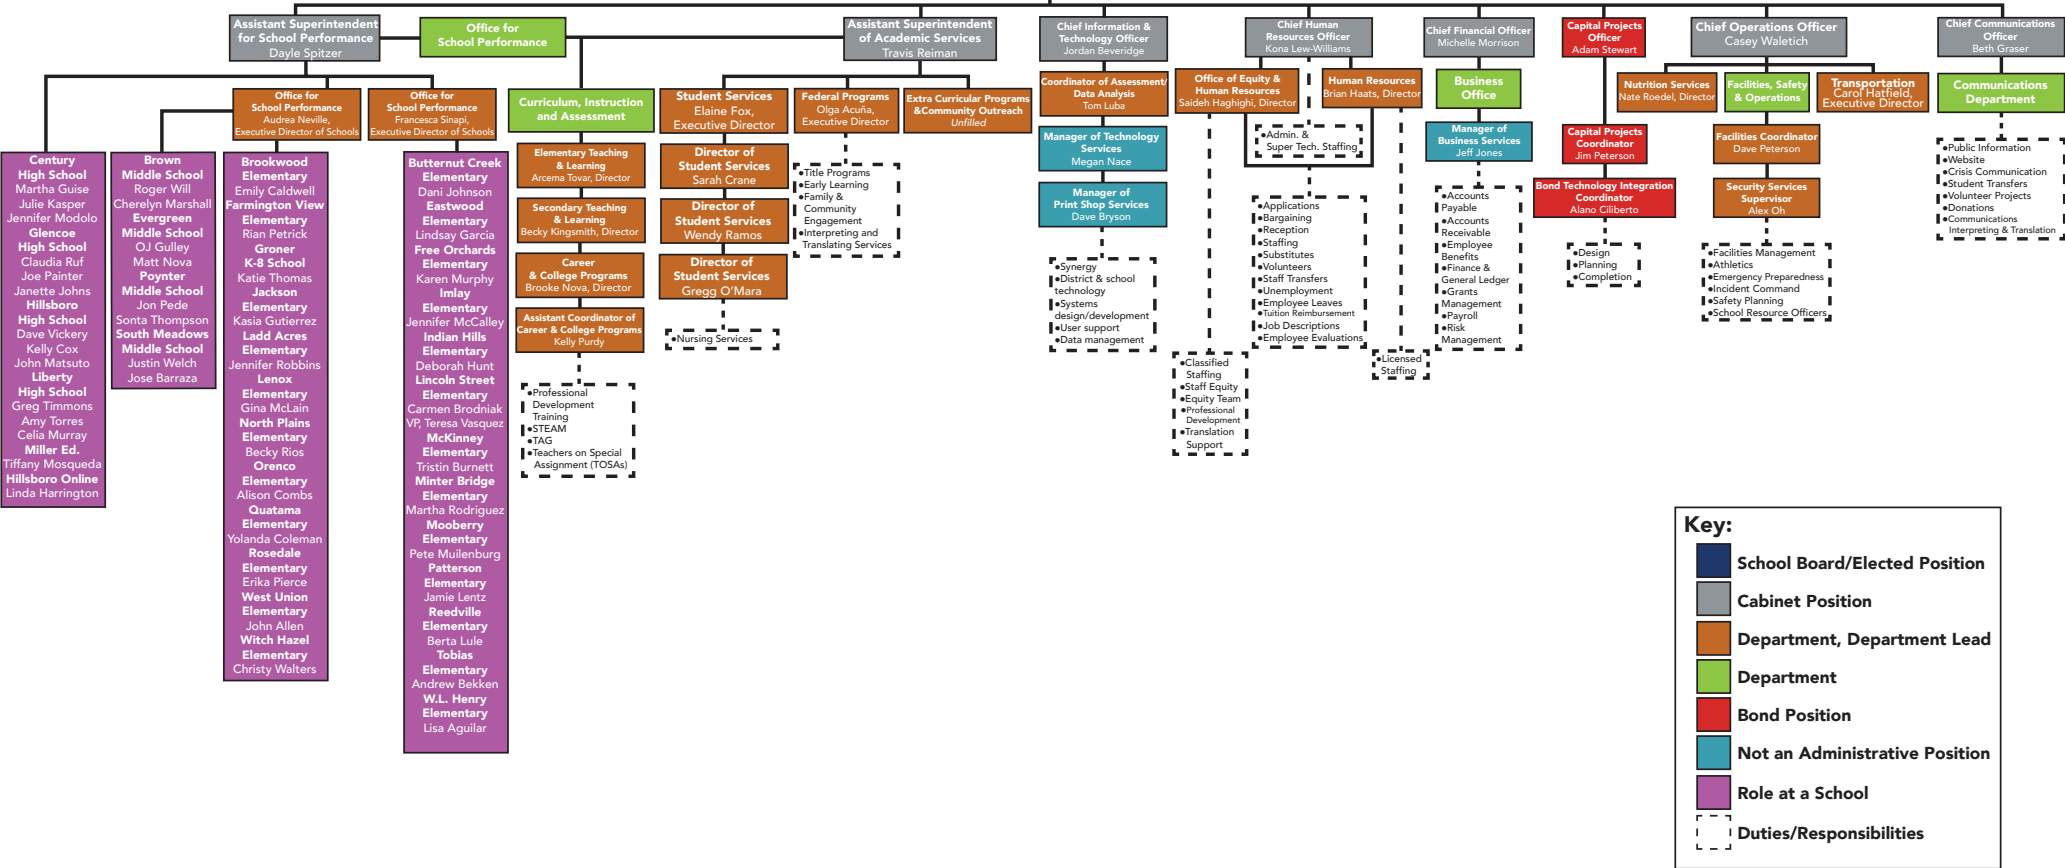 Assistant Superintendent
for School Performance
Dayle Spitzer
Office for
School Performance
Assistant Superintendent
of Academic Services
Travis Reiman
Chief Information &
Technology Officer
Jordan Beveridge
Chief Human
Resources Officer
Kona Lew-Williams
Chief Financial Officer
Michelle Morrison
Capital Projects
Officer
Adam Stewart
Chief Operations Officer
Casey Waletich
Chief Communications
Officer
Beth Graser
Office for
School Performance
Audrea Neville,
Executive Director of Schools
Office for
School Performance
Francesca Sinapi,
Executive Director of Schools
Curriculum, Instruction
and Assessment
Student Services
Elaine Fox,
Executive Director
Federal Programs
Olga Acuña,
Executive Director
Extra Curricular Programs
&Community Outreach
Unfilled
Coordinator of Assessment/
Data Analysis
Tom Luba
Office of Equity &
Human Resources
Saideh Haghighi, Director
Human Resources
Brian Haats, Director
Business
Office
Nutrition Services
Nate Roedel, Director
Facilities, Safety
& Operations
Transportation
Carol Hatfield,
Executive Director
Communications
Department
Century
High School
Martha Guise
Julie Kasper
Jennifer Modolo
Glencoe
High School
Claudia Ruf
Joe Painter
Janette Johns
Hillsboro
High School
Dave Vickery
Kelly Cox
John Matsuto
Liberty
High School
Greg Timmons
Amy Torres
Celia Murray
Miller Ed.
Tiffany Mosqueda
Hillsboro Online
Linda Harrington
Brown
Middle School
Roger Will
Cherelyn Marshall
Evergreen
Middle School
OJ Gulley
Matt Nova
Poynter
Middle School
Jon Pede
Sonta Thompson
South Meadows
Middle School
Justin Welch
Jose Barraza
Brookwood
Elementary
Emily Caldwell
Farmington View
Elementary
Rian Petrick
Groner
K-8 School
Katie Thomas
Jackson
Elementary
Kasia Gutierrez
Ladd Acres
Elementary
Jennifer Robbins
Lenox
Elementary
Gina McLain
North Plains
Elementary
Becky Rios
Orenco
Elementary
Alison Combs
Quatama
Elementary
Yolanda Coleman
Rosedale
Elementary
Erika Pierce
West Union
Elementary
John Allen
Witch Hazel
Elementary
Christy Walters
Butternut Creek
Elementary
Dani Johnson
Eastwood
Elementary
Lindsay Garcia
Free Orchards
Elementary
Karen Murphy
Imlay
Elementary
Jennifer McCalley
Indian Hills
Elementary
Deborah Hunt
Lincoln Street
Elementary
Carmen Brodniak
VP, Teresa Vasquez
McKinney
Elementary
Tristin Burnett
Minter Bridge
Elementary
Martha Rodriguez
Mooberry
Elementary
Pete Muilenburg
Patterson
Elementary
Jamie Lentz
Reedville
Elementary
Berta Lule
Tobias
Elementary
Andrew Bekken
W.L. Henry
Elementary
Lisa Aguilar
Elementary Teaching
& Learning
Arcema Tovar, Director
Secondary Teaching
& Learning
Becky Kingsmith, Director
Career
& College Programs
Brooke Nova, Director
Assistant Coordinator of
Career & College Programs
Kelly Purdy
•Professional
Development
Training
•STEAM
•TAG
•Teachers on Special
Assignment (TOSAs)
Director of
Student Services
Sarah Crane
Director of
Student Services
Wendy Ramos
Director of
Student Services
Gregg O'Mara
•Nursing Services
•Title Programs
•Early Learning
•Family &
Community
Engagement
•Interpreting and
Translating Services
Manager of Technology
Services
Megan Nace
Manager of
Print Shop Services
Dave Bryson
•Synergy
•District & school
technology
•Systems
design/development
•User support
•Data management
•Admin. &
Super Tech. Staffing
•Applications
•Bargaining
•Reception
•Staffing
•Substitutes
•Volunteers
•Staff Transfers
•Unemployment
•Employee Leaves
•Tuition Reimbursement
•Job Descriptions
•Employee Evaluations
•Classified
Staffing
•Staff Equity
•Equity Team
•Professional
Development
•Translation
Support
•Licensed
Staffing
Manager of
Business Services
Jeff Jones
•Accounts
Payable
•Accounts
Receivable
•Employee
Benefits
•Finance &
General Ledger
•Grants
Management
•Payroll
•Risk
Management
Capital Projects
Coordinator
Jim Peterson
Bond Technology Integration
Coordinator
Alano Ciliberto
•Design
•Planning
•Completion
Facilities Coordinator
Dave Peterson
Security Services
Supervisor
Alex Oh
•Facilities Management
•Athletics
•Emergency Preparedness
•Incident Command
•Safety Planning
•School Resource Officers
•Public Information
•Website
•Crisis Communication
•Student Transfers
•Volunteer Projects
•Donations
•Communications
Interpreting & Translation
Key:
School Board/Elected Position
Cabinet Position
Department, Department Lead
Department
Bond Position
Not an Administrative Position
Role at a School
Duties/Responsibilities